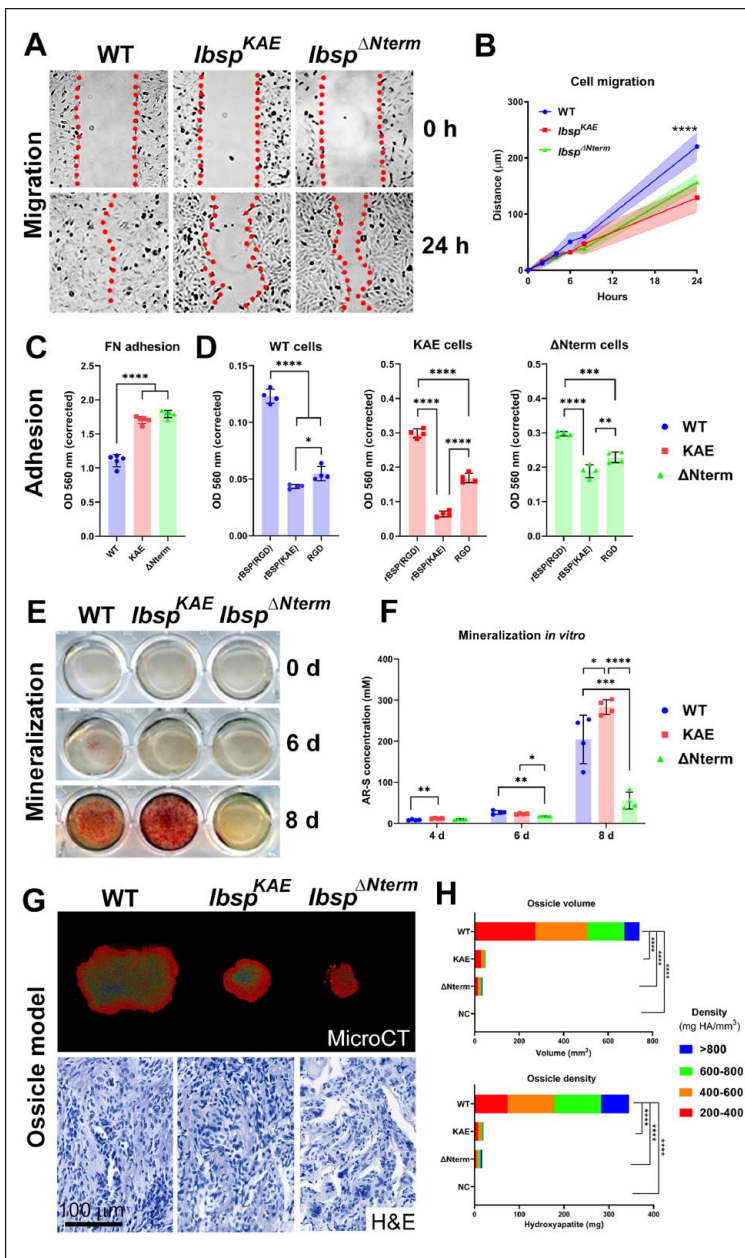 A
WT
Ibsp^KAE
Ibsp^ΔNterm
Migration
0 h
24 h
B
Cell migration
WT
Ibsp^KAE
Ibsp^ΔNterm
****
Distance (μm)
300
200
100
0
0 6 12 18 24
Hours
Adhesion
C
FN adhesion
****
OD 560 nm (corrected)
2.5
2.0
1.5
1.0
0.5
0.0
WT
KAE
ΔNterm
D
WT cells
****
*
OD 560 nm (corrected)
0.15
0.10
0.05
0.00
rBSP(RGD)
rBSP(KAE)
RGD
KAE cells
****
**** ****
OD 560 nm (corrected)
0.5
0.4
0.3
0.2
0.1
0.0
rBSP(RGD)
rBSP(KAE)
RGD
ΔNterm cells
***
**** **
OD 560 nm (corrected)
0.5
0.4
0.3
0.2
0.1
0.0
rBSP(RGD)
rBSP(KAE)
RGD
WT
KAE
ΔNterm
E
WT
Ibsp^KAE
Ibsp^ΔNterm
Mineralization
0 d
6 d
8 d
F
Mineralization in vitro
AR-S concentration (mM)
400
300
200
100
0
**
*
**
* ****
***
4 d 6 d 8 d
WT
KAE
ΔNterm
G
WT
Ibsp^KAE
Ibsp^ΔNterm
Ossicle model
MicroCT
100 μm
H&E
H
Ossicle volume
WT
KAE
ΔNterm
NC
****
****
****
0 200 400 600 800
Volume (mm³)
Density
(mg HA/mm³)
>800
600-800
400-600
200-400
Ossicle density
WT
KAE
ΔNterm
NC
****
****
****
0 100 200 300 400
Hydroxyapatite (mg)